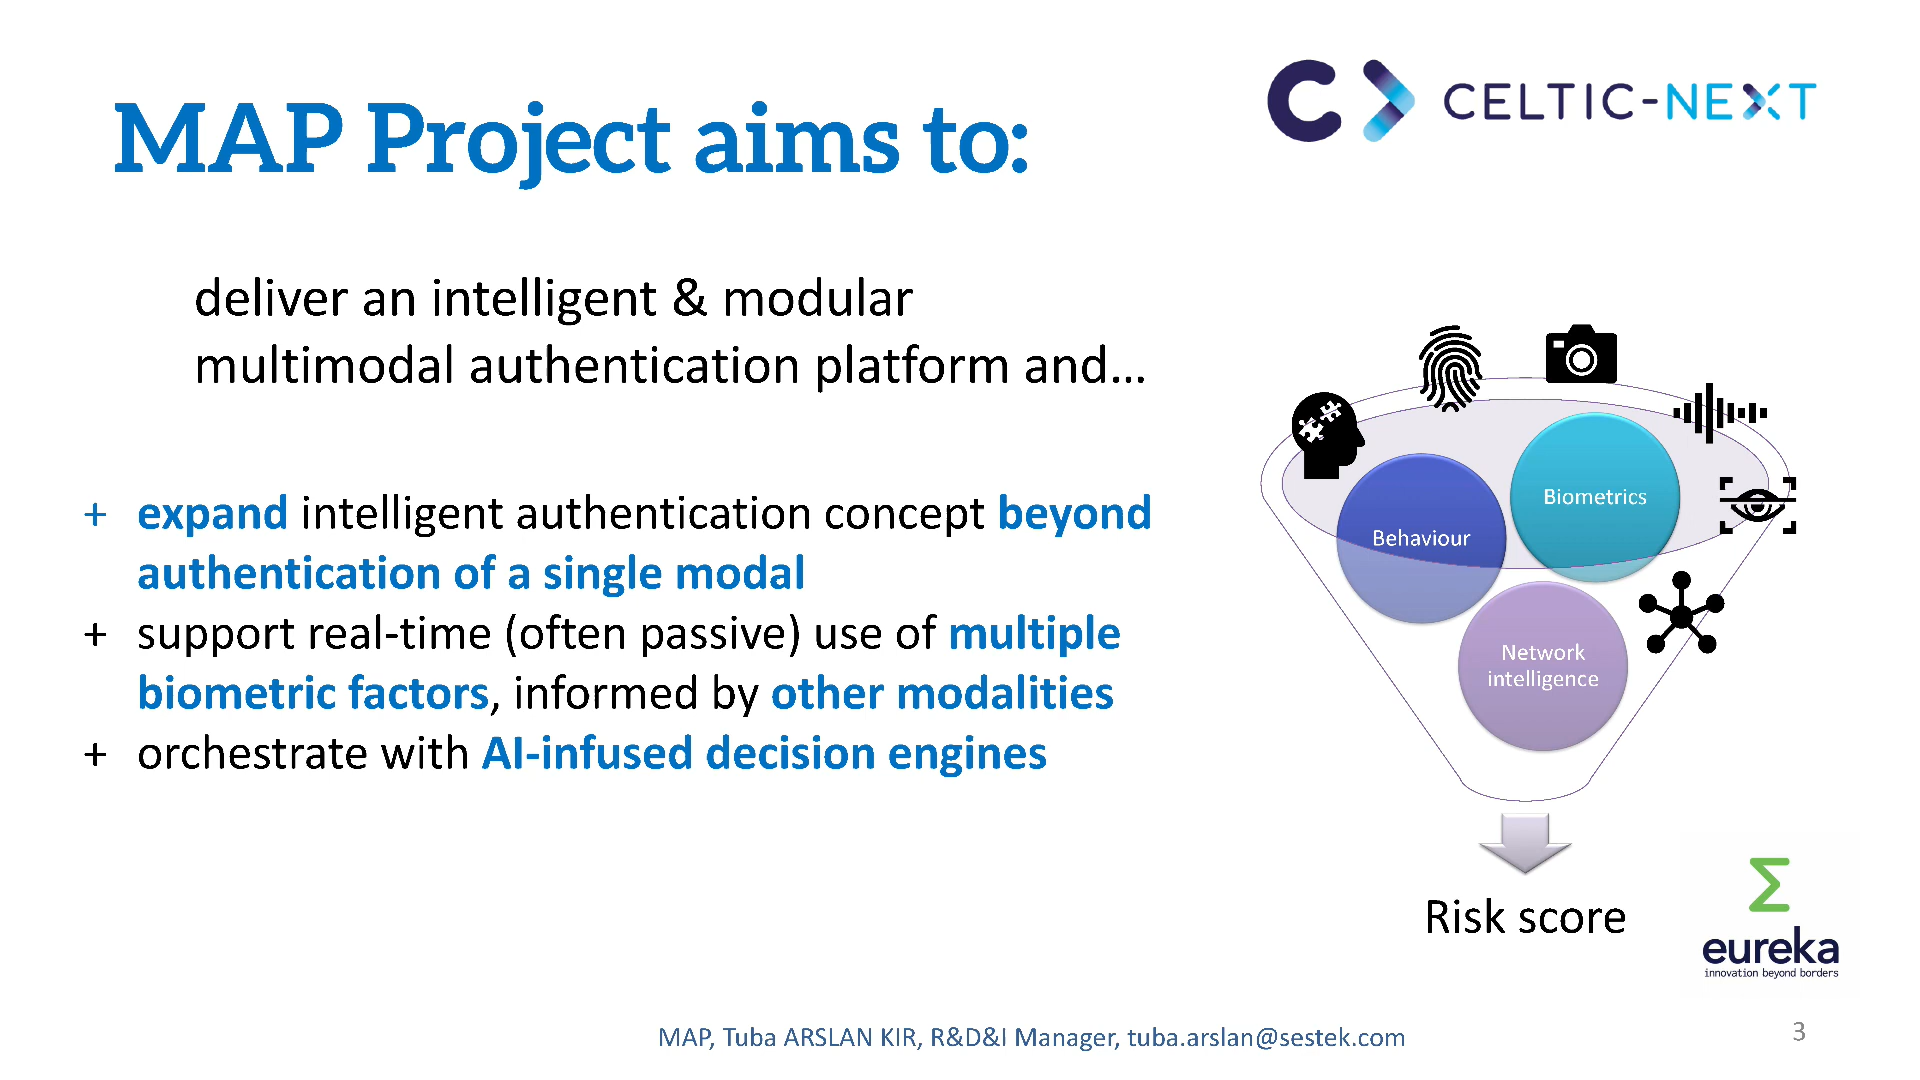 MAP Project aims to:
CELTIC-NEXT
deliver an intelligent & modular
multimodal authentication platform and...
+ expand intelligent authentication concept beyond
authentication of a single modal
+ support real-time (often passive) use of multiple
biometric factors, informed by other modalities
+ orchestrate with AI-infused decision engines
Biometrics
Behaviour
Network
intelligence
Risk score
eureka
innovation beyond borders
MAP, Tuba ARSLAN KIR, R&D&I Manager, tuba.arslan@sestek.com
3